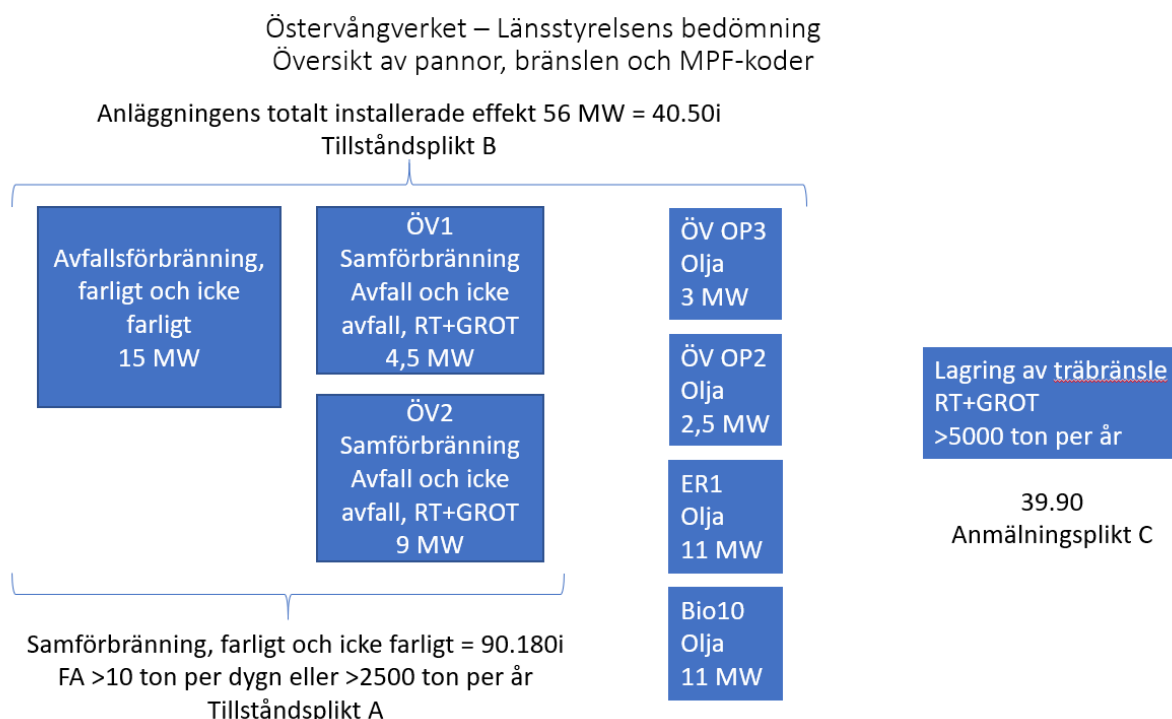 Östervångverket – Länsstyrelsens bedömning
Översikt av pannor, bränslen och MPF-koder
Anläggningens totalt installerade effekt 56 MW = 40.50i
Tillståndsplikt B
Avfallsförbränning,
farligt och icke
farligt
15 MW
ÖV1
Samförbränning
Avfall och icke
avfall, RT+GROT
4,5 MW
ÖV2
Samförbränning
Avfall och icke
avfall, RT+GROT
9 MW
ÖV OP3
Olja
3 MW
ÖV OP2
Olja
2,5 MW
ER1
Olja
11 MW
Bio10
Olja
11 MW
Lagring av träbränsle
RT+GROT
>5000 ton per år
39.90
Anmälningsplikt C
Samförbränning, farligt och icke farligt = 90.180i
FA >10 ton per dygn eller >2500 ton per år
Tillståndsplikt A